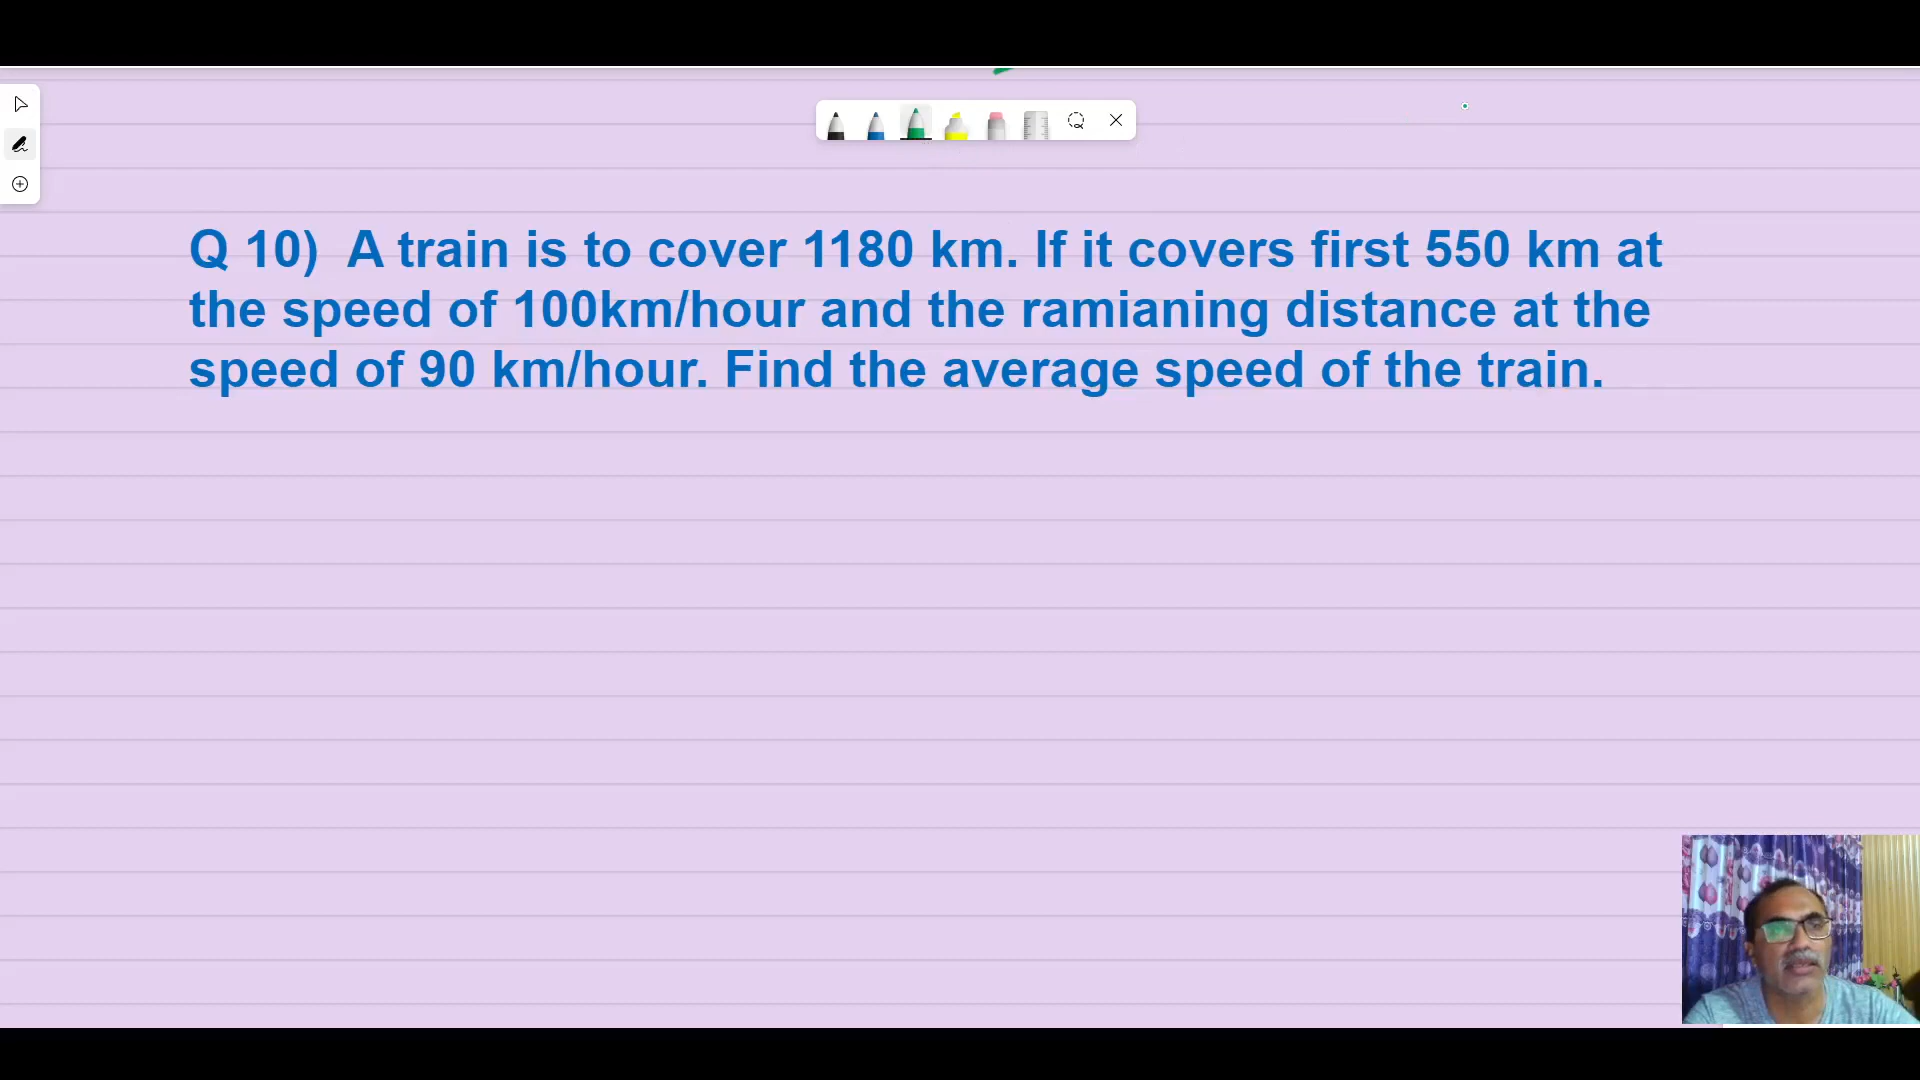 Q 10)  A train is to cover 1180 km. If it covers first 550 km at
the speed of 100km/hour and the ramianing distance at the
speed of 90 km/hour. Find the average speed of the train.